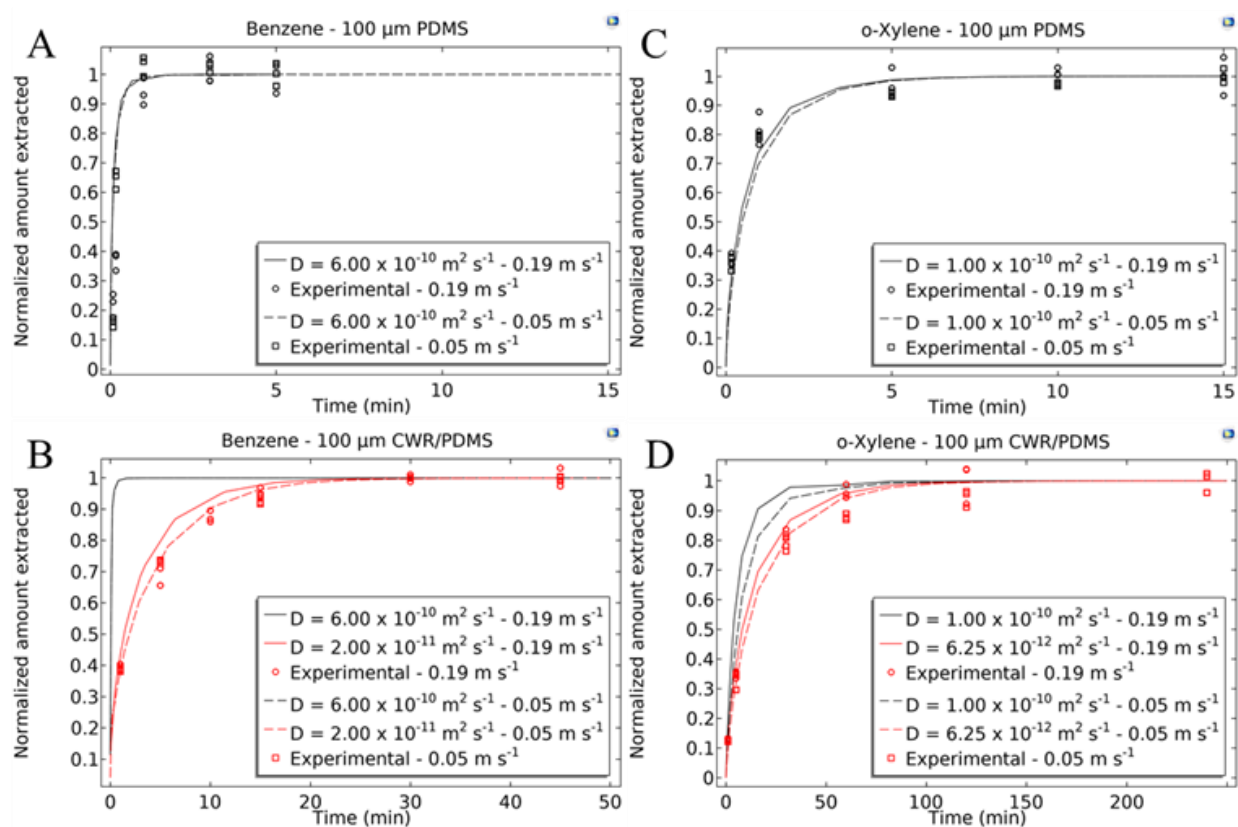 A
Benzene - 100 µm PDMS
Normalized amount extracted
1
0.9
0.8
0.7
0.6
0.5
0.4
0.3
0.2
0.1
0
D = 6.00 x 10⁻¹⁰ m² s⁻¹ - 0.19 m s⁻¹
Experimental - 0.19 m s⁻¹
D = 6.00 x 10⁻¹⁰ m² s⁻¹ - 0.05 m s⁻¹
Experimental - 0.05 m s⁻¹
0 5 10 15
Time (min)
C
o-Xylene - 100 µm PDMS
Normalized amount extracted
1
0.9
0.8
0.7
0.6
0.5
0.4
0.3
0.2
0.1
0
D = 1.00 x 10⁻¹⁰ m² s⁻¹ - 0.19 m s⁻¹
Experimental - 0.19 m s⁻¹
D = 1.00 x 10⁻¹⁰ m² s⁻¹ - 0.05 m s⁻¹
Experimental - 0.05 m s⁻¹
0 5 10 15
Time (min)
B
Benzene - 100 µm CWR/PDMS
Normalized amount extracted
1
0.9
0.8
0.7
0.6
0.5
0.4
0.3
0.2
0.1
D = 6.00 x 10⁻¹⁰ m² s⁻¹ - 0.19 m s⁻¹
D = 2.00 x 10⁻¹¹ m² s⁻¹ - 0.19 m s⁻¹
Experimental - 0.19 m s⁻¹
D = 6.00 x 10⁻¹⁰ m² s⁻¹ - 0.05 m s⁻¹
D = 2.00 x 10⁻¹¹ m² s⁻¹ - 0.05 m s⁻¹
Experimental - 0.05 m s⁻¹
0 10 20 30 40 50
Time (min)
D
o-Xylene - 100 µm CWR/PDMS
Normalized amount extracted
1
0.9
0.8
0.7
0.6
0.5
0.4
0.3
0.2
0.1
0
D = 1.00 x 10⁻¹⁰ m² s⁻¹ - 0.19 m s⁻¹
D = 6.25 x 10⁻¹² m² s⁻¹ - 0.19 m s⁻¹
Experimental - 0.19 m s⁻¹
D = 1.00 x 10⁻¹⁰ m² s⁻¹ - 0.05 m s⁻¹
D = 6.25 x 10⁻¹² m² s⁻¹ - 0.05 m s⁻¹
Experimental - 0.05 m s⁻¹
0 50 100 150 200
Time (min)